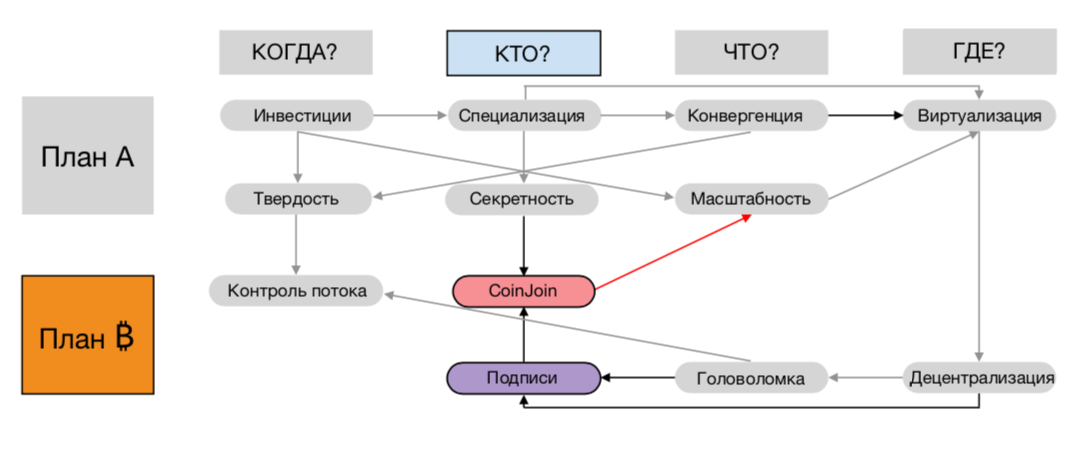 КОГДА?
КТО?
ЧТО?
ГДЕ?
План А
Инвестиции
Специализация
Конвергенция
Виртуализация
Твердость
Секретность
Масштабность
План ₿
Контроль потока
CoinJoin
Подписи
Головоломка
Децентрализация